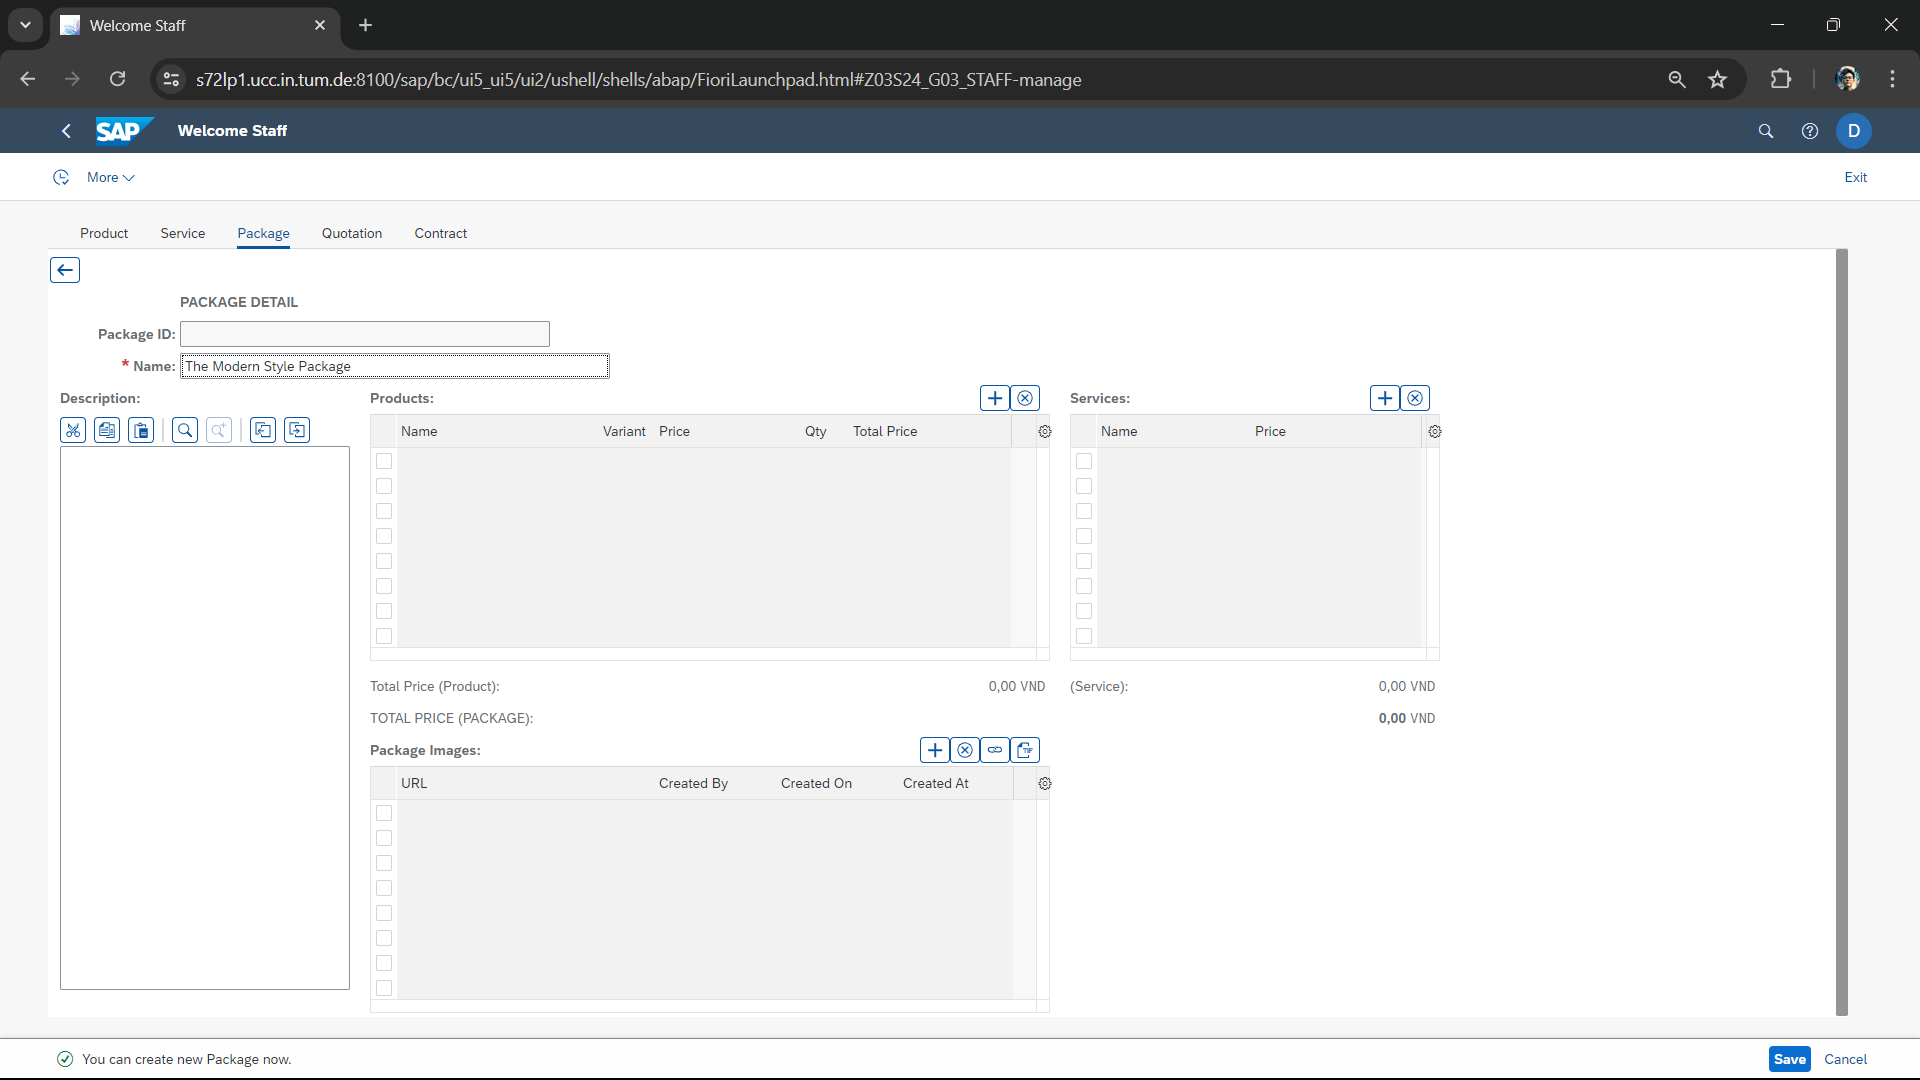 Welcome Staff
s72lp1.ucc.in.tum.de:8100/sap/bc/ui5_ui5/ui2/ushell/shells/abap/FioriLaunchpad.html#Z03S24_G03_STAFF-manage
SAP Welcome Staff D
More Exit
Product Service Package Quotation Contract
PACKAGE DETAIL
Package ID:
* Name: The Modern Style Package
Description: Products: Services:
Name Variant Price Qty Total Price Name Price
Total Price (Product): 0,00 VND (Service): 0,00 VND
TOTAL PRICE (PACKAGE): 0,00 VND
Package Images:
TIF
URL Created By Created On Created At
You can create new Package now. Save Cancel